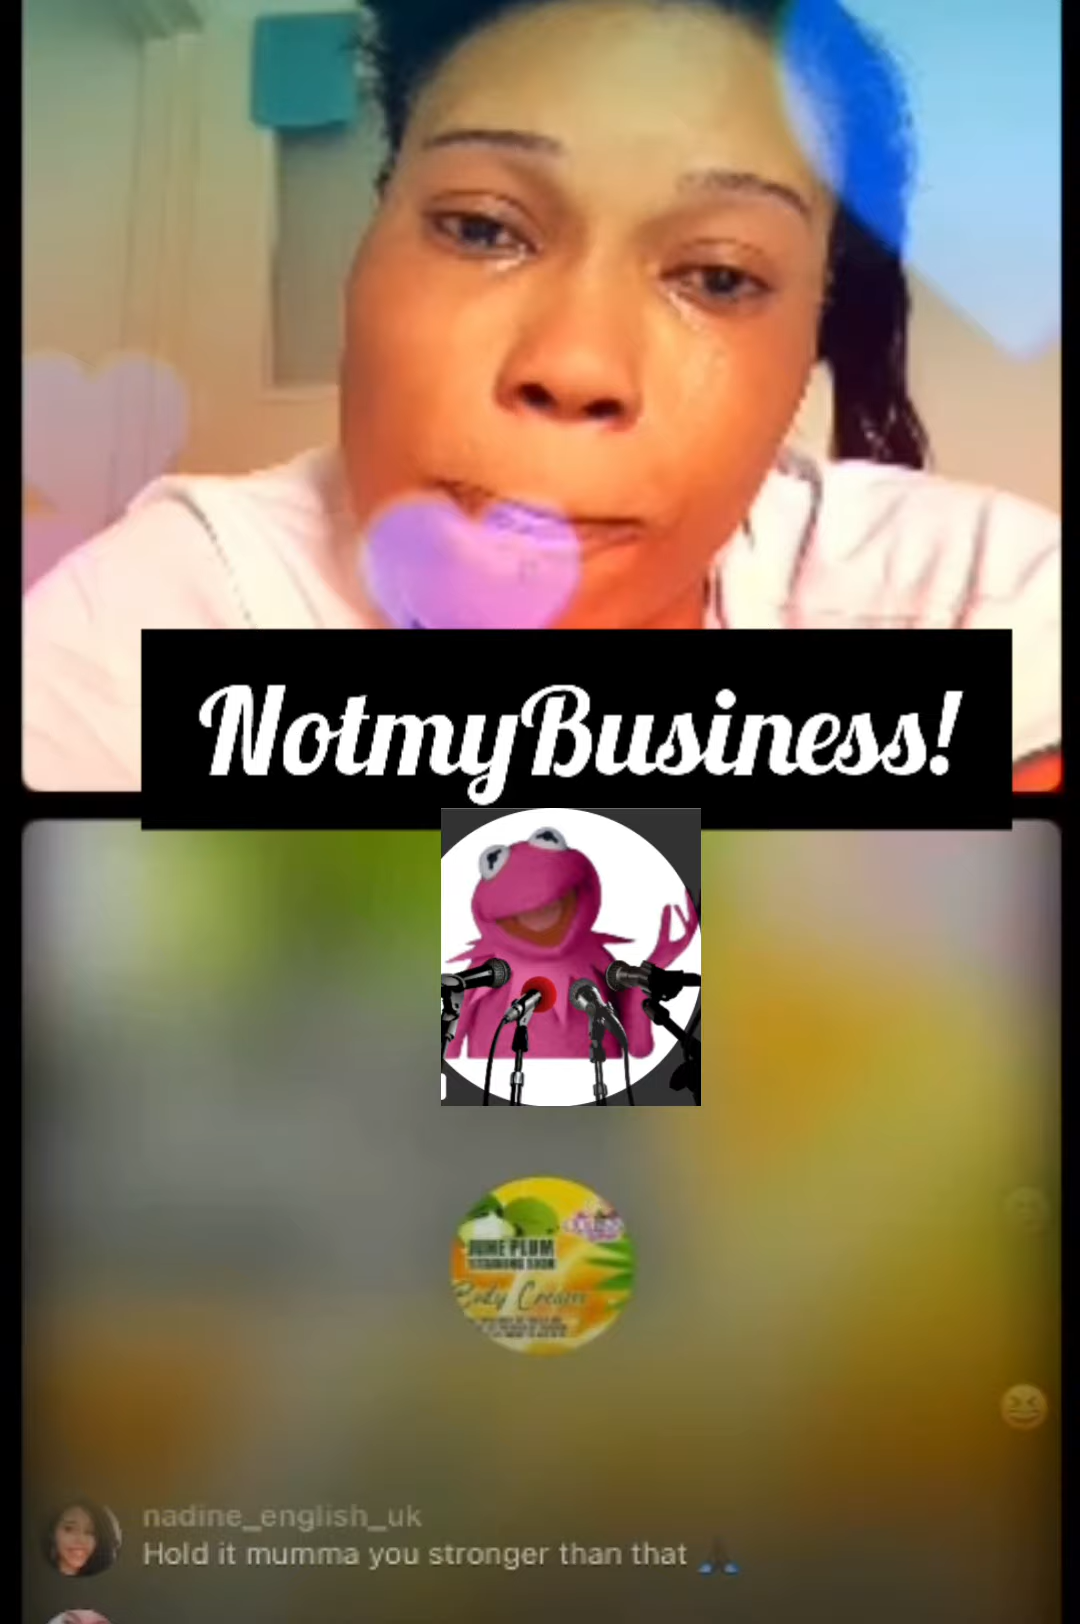 NotmyBusiness!
JUNE PLUM
Body Cream
nadine_english_uk
Hold it mumma you stronger than that 🙏